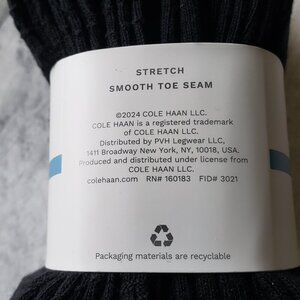 STRETCH
SMOOTH TOE SEAM
©2024 COLE HAAN LLC.
COLE HAAN is a registered trademark
of COLE HAAN LLC.
Distributed by PVH Legwear LLC,
1411 Broadway New York, NY, 10018, USA.
Produced and distributed under license from
COLE HAAN LLC.
colehaan.com RN# 160183 FID# 3021
Packaging materials are recyclable